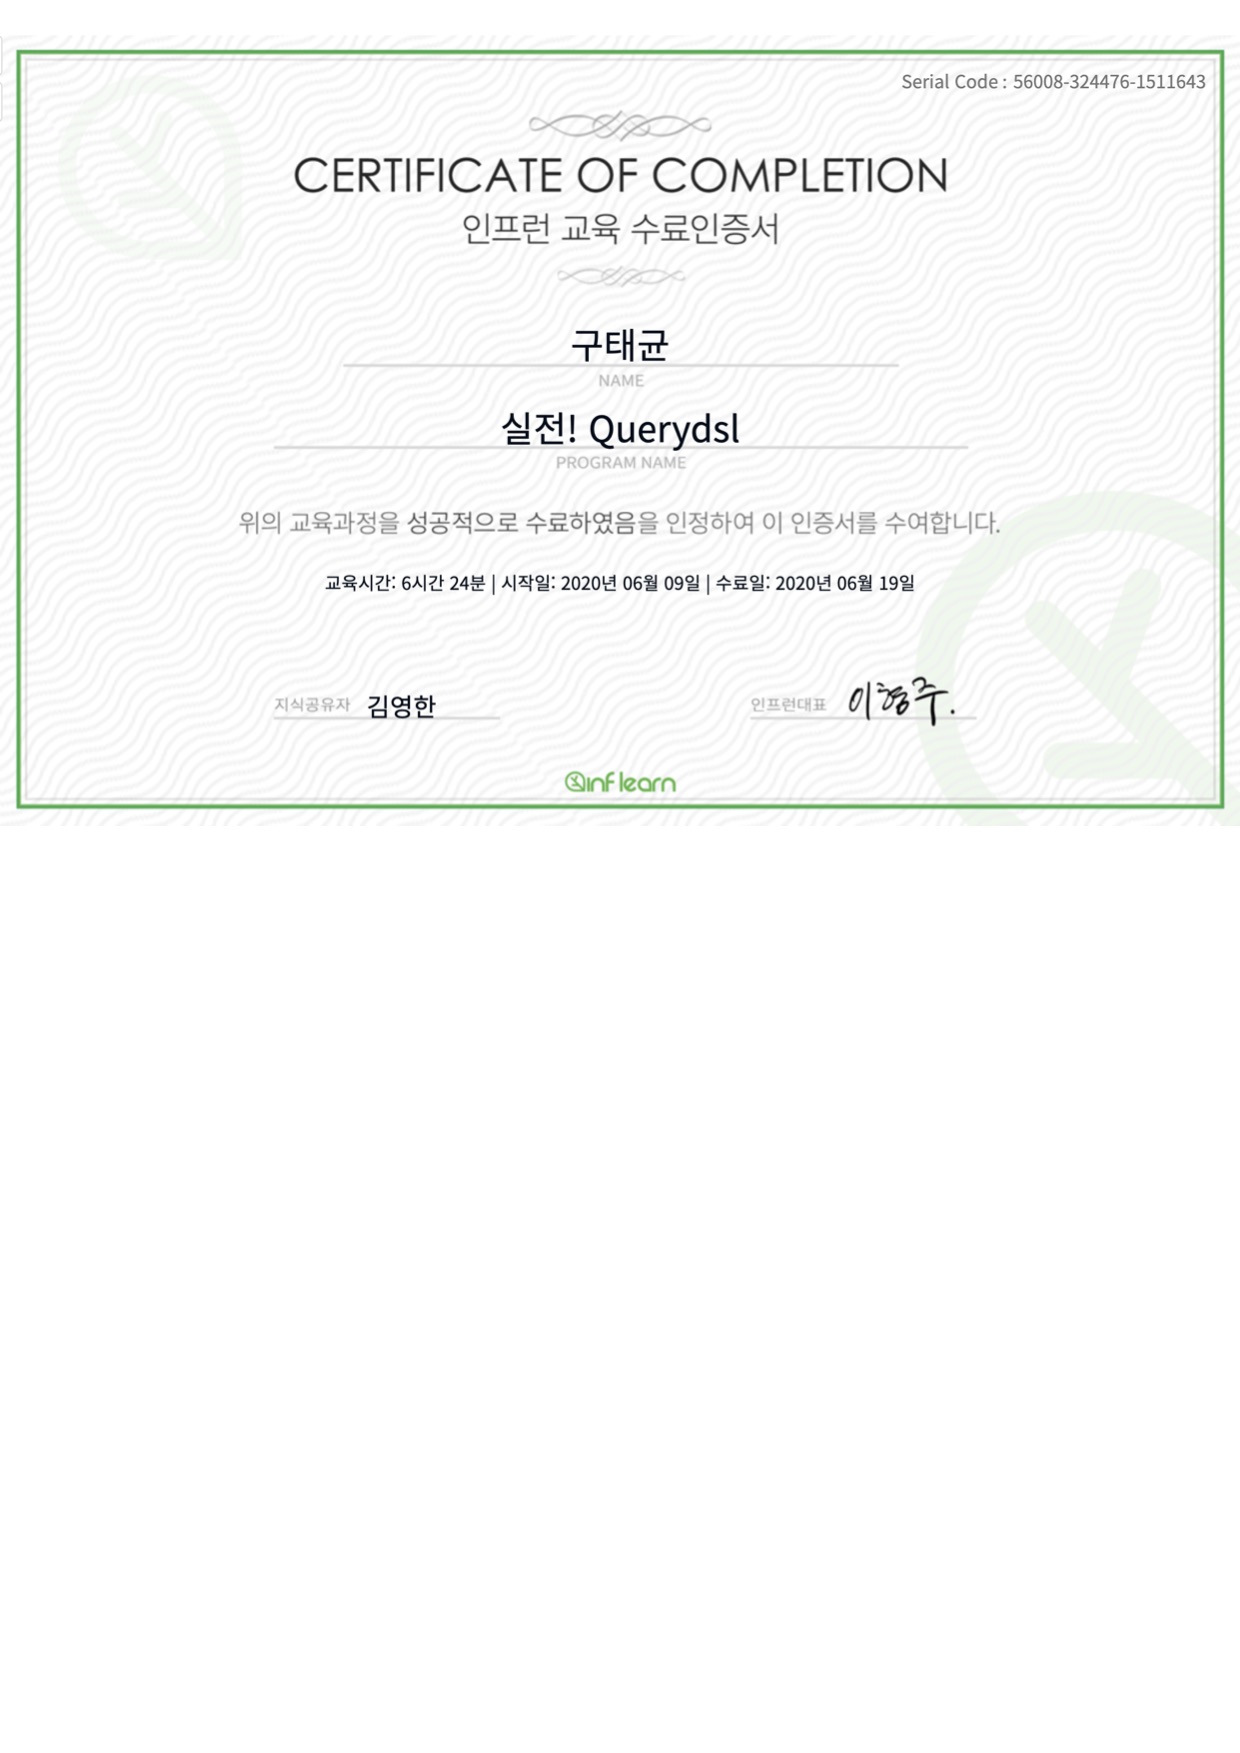 Serial Code : 56008-324476-1511643
CERTIFICATE OF COMPLETION
인프런 교육 수료인증서
구태균
NAME
실전! Querydsl
PROGRAM NAME
위의 교육과정을 성공적으로 수료하였음을 인정하여 이 인증서를 수여합니다.
교육시간: 6시간 24분 | 시작일: 2020년 06월 09일 | 수료일: 2020년 06월 19일
지식공유자 김영한
인프런대표 이형주.
inflearn